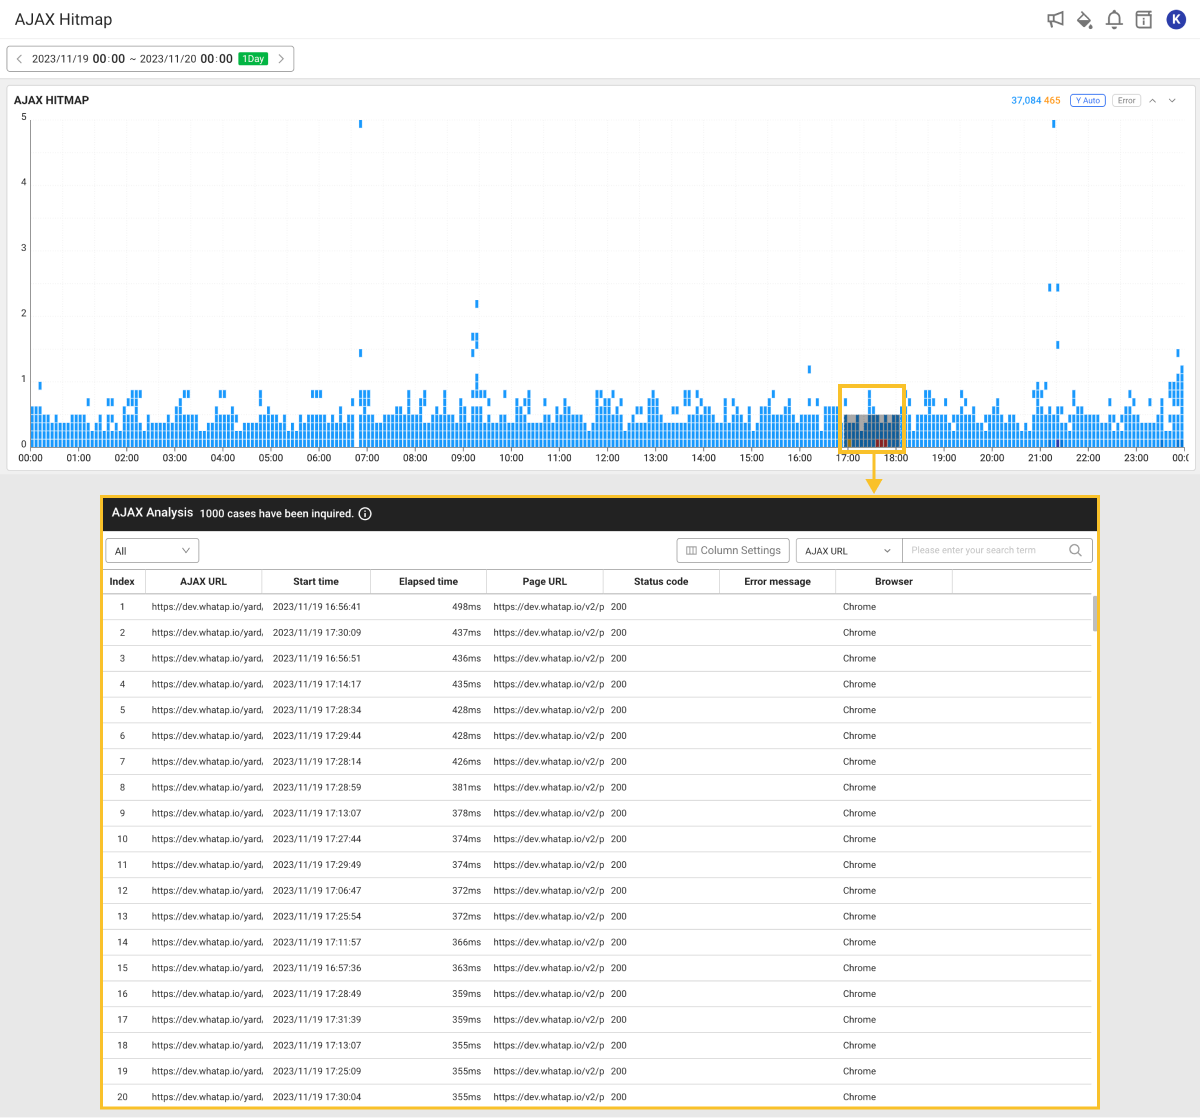 AJAX Hitmap
K
2023/11/19 00:00 ~ 2023/11/20 00:00 1Day
AJAX HITMAP
37,084 465 Y Auto Error
5
4
3
2
1
0
00:00 01:00 02:00 03:00 04:00 05:00 06:00 07:00 08:00 09:00 10:00 11:00 12:00 13:00 14:00 15:00 16:00 17:00 18:00 19:00 20:00 21:00 22:00 23:00 00:(
AJAX Analysis 1000 cases have been inquired.
All Column Settings AJAX URL Please enter your search term
Index AJAX URL Start time Elapsed time Page URL Status code Error message Browser
1 https://dev.whatap.io/yard, 2023/11/19 16:56:41 498ms https://dev.whatap.io/v2/p 200 Chrome
2 https://dev.whatap.io/yard, 2023/11/19 17:30:09 437ms https://dev.whatap.io/v2/p 200 Chrome
3 https://dev.whatap.io/yard, 2023/11/19 16:56:51 436ms https://dev.whatap.io/v2/p 200 Chrome
4 https://dev.whatap.io/yard, 2023/11/19 17:14:17 435ms https://dev.whatap.io/v2/p 200 Chrome
5 https://dev.whatap.io/yard, 2023/11/19 17:28:34 428ms https://dev.whatap.io/v2/p 200 Chrome
6 https://dev.whatap.io/yard, 2023/11/19 17:29:44 428ms https://dev.whatap.io/v2/p 200 Chrome
7 https://dev.whatap.io/yard, 2023/11/19 17:28:14 426ms https://dev.whatap.io/v2/p 200 Chrome
8 https://dev.whatap.io/yard, 2023/11/19 17:28:59 381ms https://dev.whatap.io/v2/p 200 Chrome
9 https://dev.whatap.io/yard, 2023/11/19 17:13:07 378ms https://dev.whatap.io/v2/p 200 Chrome
10 https://dev.whatap.io/yard, 2023/11/19 17:27:44 374ms https://dev.whatap.io/v2/p 200 Chrome
11 https://dev.whatap.io/yard, 2023/11/19 17:29:49 374ms https://dev.whatap.io/v2/p 200 Chrome
12 https://dev.whatap.io/yard, 2023/11/19 17:06:47 372ms https://dev.whatap.io/v2/p 200 Chrome
13 https://dev.whatap.io/yard, 2023/11/19 17:25:54 372ms https://dev.whatap.io/v2/p 200 Chrome
14 https://dev.whatap.io/yard, 2023/11/19 17:11:57 366ms https://dev.whatap.io/v2/p 200 Chrome
15 https://dev.whatap.io/yard, 2023/11/19 16:57:36 363ms https://dev.whatap.io/v2/p 200 Chrome
16 https://dev.whatap.io/yard, 2023/11/19 17:28:49 359ms https://dev.whatap.io/v2/p 200 Chrome
17 https://dev.whatap.io/yard, 2023/11/19 17:31:39 359ms https://dev.whatap.io/v2/p 200 Chrome
18 https://dev.whatap.io/yard, 2023/11/19 17:13:07 355ms https://dev.whatap.io/v2/p 200 Chrome
19 https://dev.whatap.io/yard, 2023/11/19 17:25:09 355ms https://dev.whatap.io/v2/p 200 Chrome
20 https://dev.whatap.io/yard, 2023/11/19 17:30:04 355ms https://dev.whatap.io/v2/p 200 Chrome